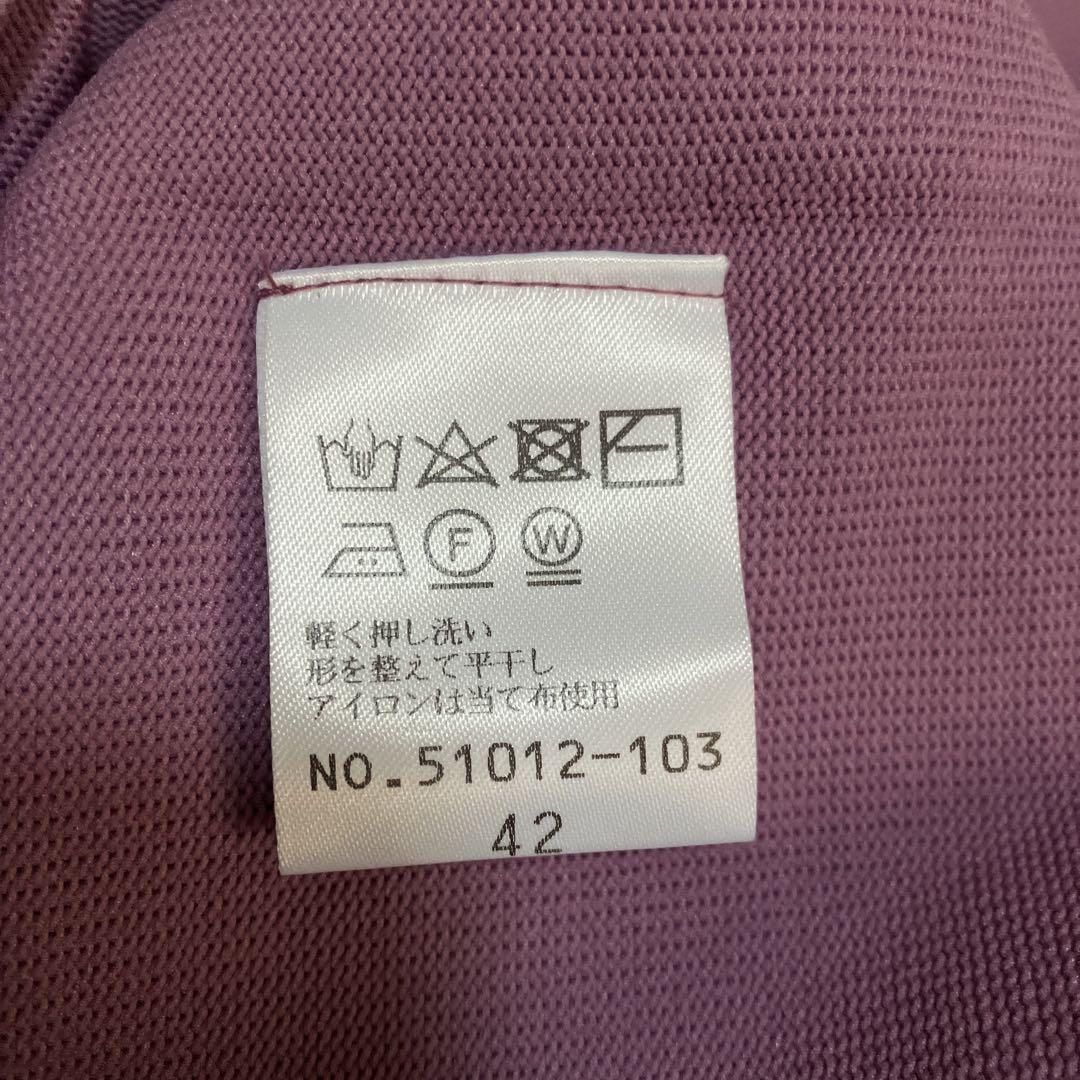 F W
軽く押し洗い
形を整えて平干し
アイロンは当て布使用
NO.51012-103
42